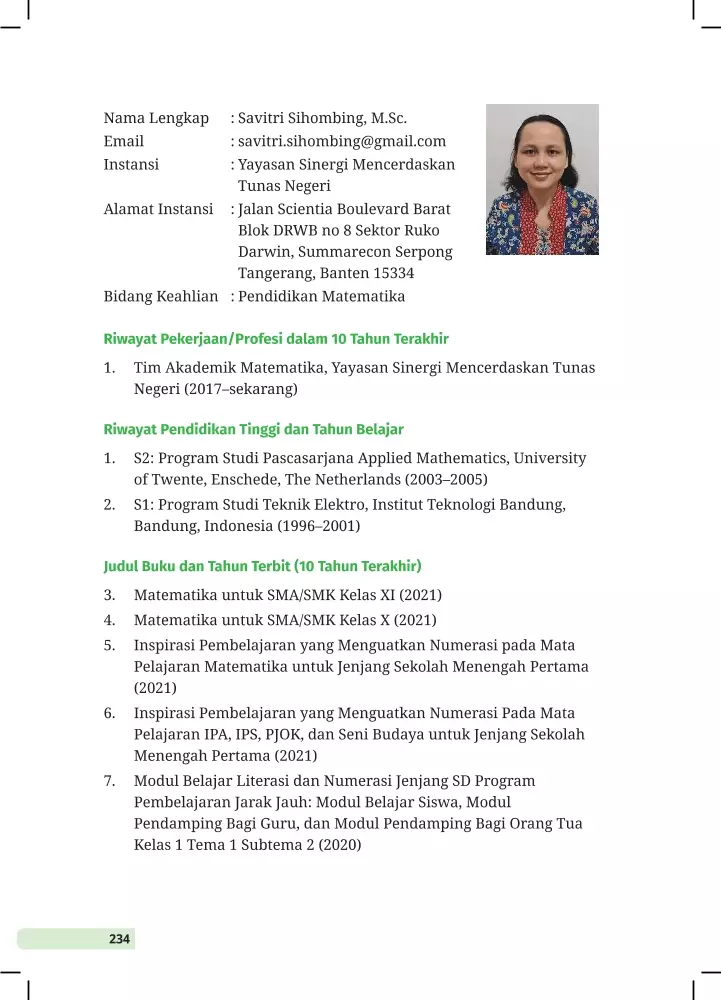 Nama Lengkap : Savitri Sihombing, M.Sc.
Email : savitri.sihombing@gmail.com
Instansi : Yayasan Sinergi Mencerdaskan
Tunas Negeri
Alamat Instansi : Jalan Scientia Boulevard Barat
Blok DRWB no 8 Sektor Ruko
Darwin, Summarecon Serpong
Tangerang, Banten 15334
Bidang Keahlian : Pendidikan Matematika
Riwayat Pekerjaan/Profesi dalam 10 Tahun Terakhir
1. Tim Akademik Matematika, Yayasan Sinergi Mencerdaskan Tunas
Negeri (2017–sekarang)
Riwayat Pendidikan Tinggi dan Tahun Belajar
1. S2: Program Studi Pascasarjana Applied Mathematics, University
of Twente, Enschede, The Netherlands (2003–2005)
2. S1: Program Studi Teknik Elektro, Institut Teknologi Bandung,
Bandung, Indonesia (1996–2001)
Judul Buku dan Tahun Terbit (10 Tahun Terakhir)
3. Matematika untuk SMA/SMK Kelas XI (2021)
4. Matematika untuk SMA/SMK Kelas X (2021)
5. Inspirasi Pembelajaran yang Menguatkan Numerasi pada Mata
Pelajaran Matematika untuk Jenjang Sekolah Menengah Pertama
(2021)
6. Inspirasi Pembelajaran yang Menguatkan Numerasi Pada Mata
Pelajaran IPA, IPS, PJOK, dan Seni Budaya untuk Jenjang Sekolah
Menengah Pertama (2021)
7. Modul Belajar Literasi dan Numerasi Jenjang SD Program
Pembelajaran Jarak Jauh: Modul Belajar Siswa, Modul
Pendamping Bagi Guru, dan Modul Pendamping Bagi Orang Tua
Kelas 1 Tema 1 Subtema 2 (2020)
234